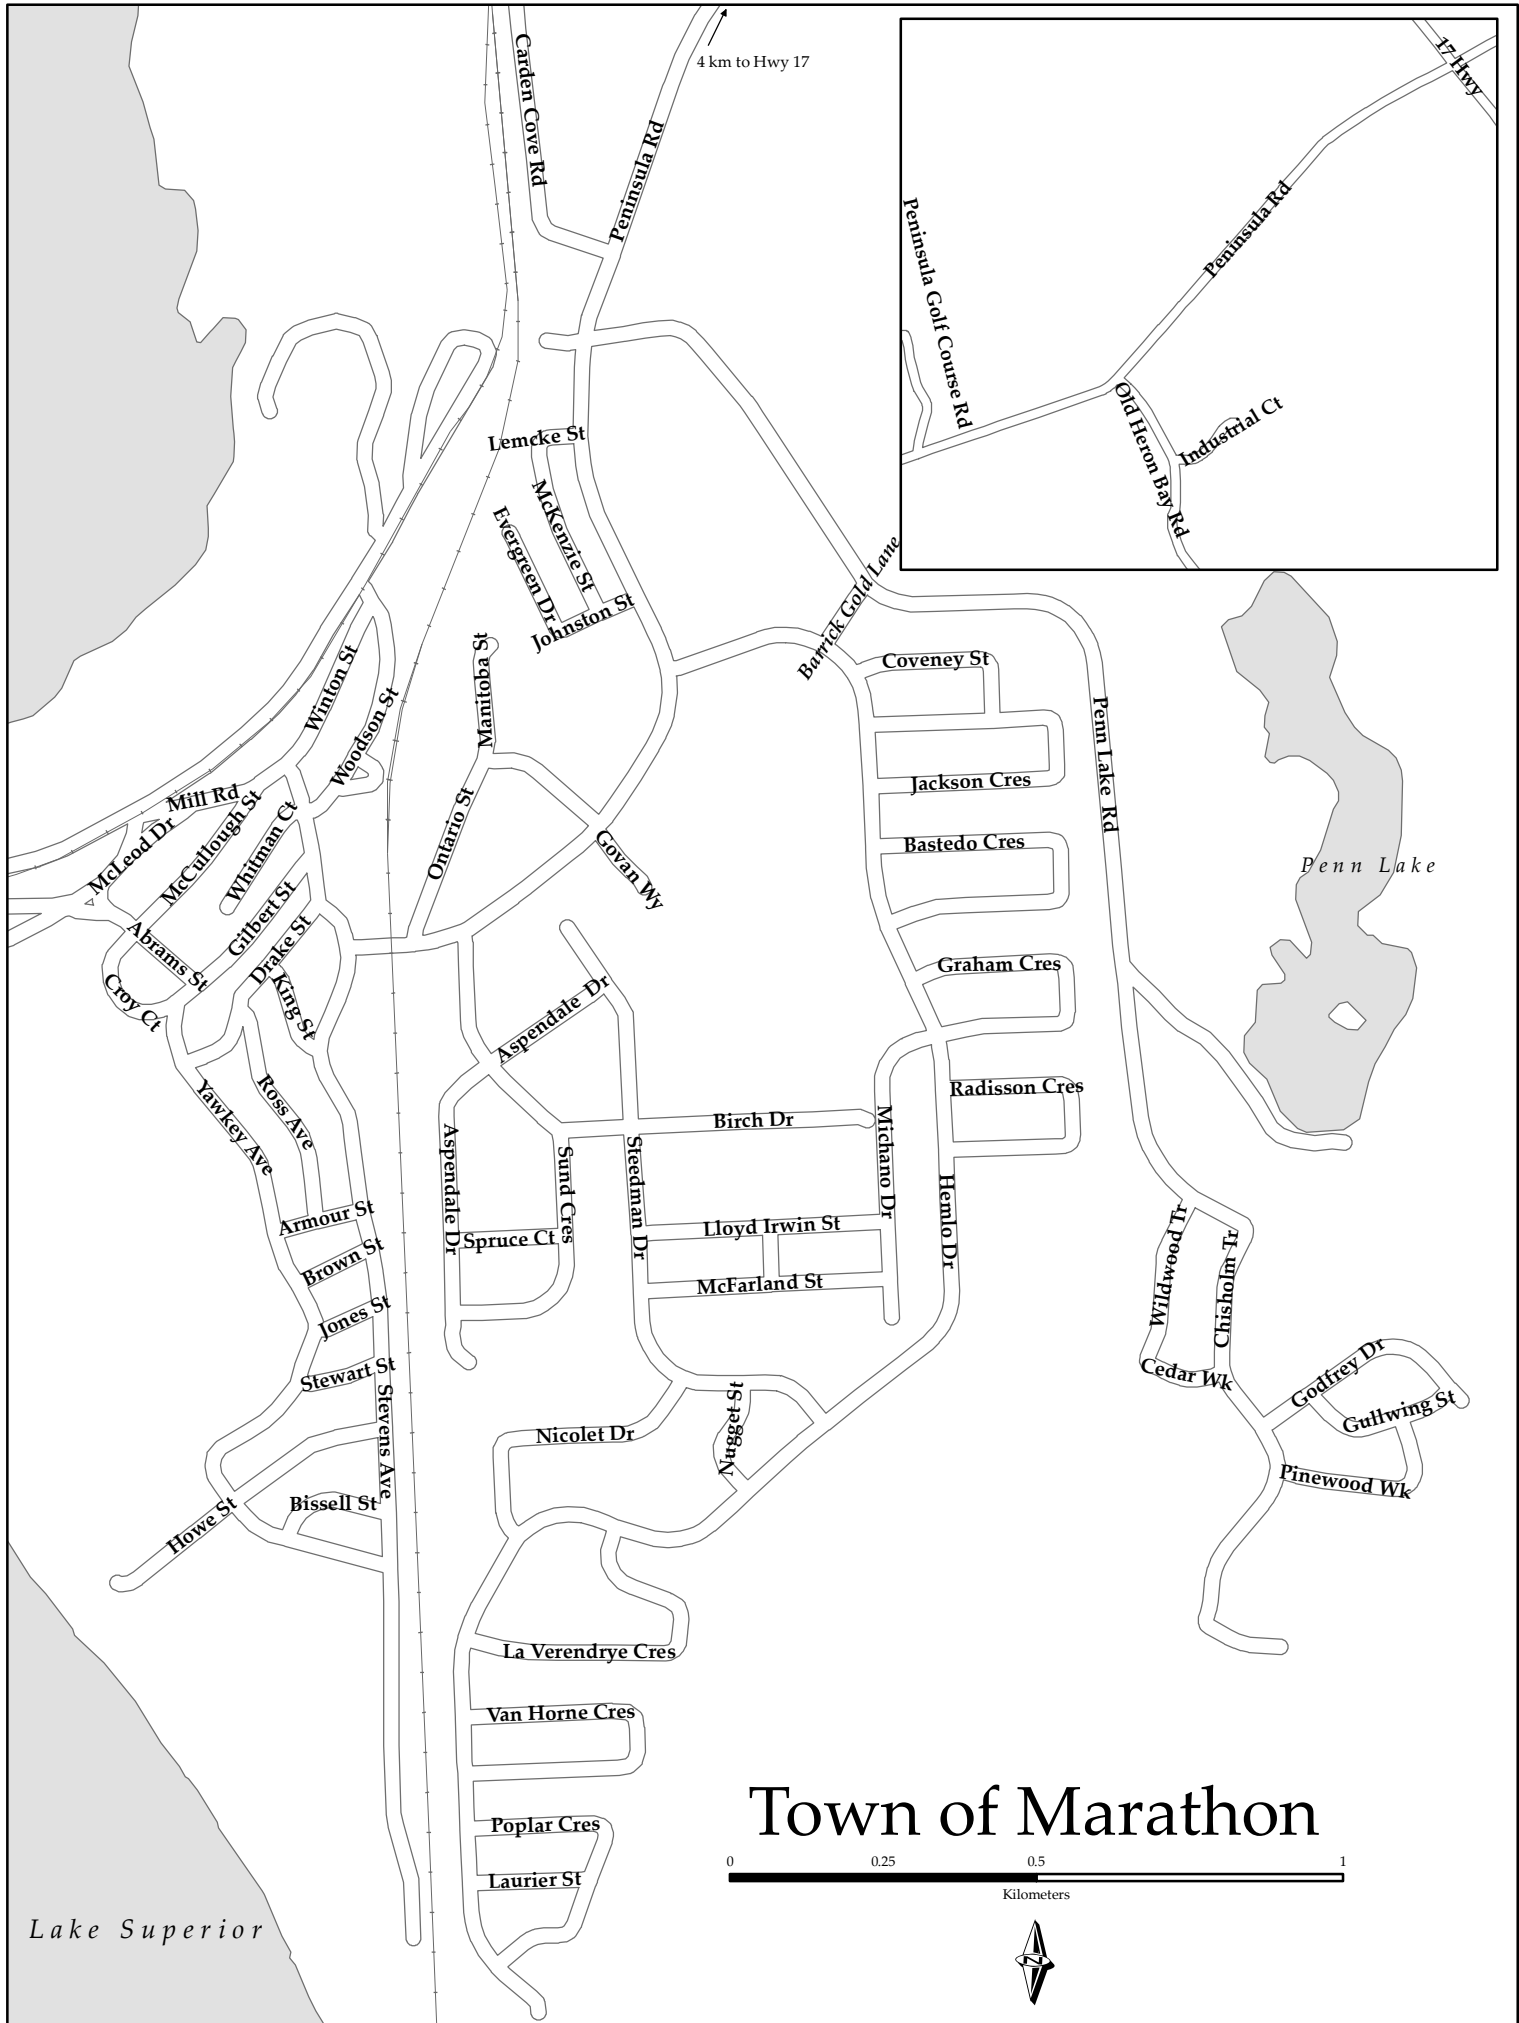 Carden Cove Rd
Peninsula Rd
4 km to Hwy 17
17 Hwy
Peninsula Rd
Peninsula Golf Course Rd
Old Heron Bay Rd
Industrial Ct
Lemcke St
McKenzie St
Evergreen Dr
Johnston St
Barrick Gold Lane
Manitoba St
Winton St
Woodson St
Coveney St
Penn Lake Rd
Mill Rd
McLeod Dr
McCullough St
Whitman Ct
Ontario St
Govan Wy
Jackson Cres
Bastedo Cres
Penn Lake
Gilbert St
Drake St
Abrams St
Croy Ct
King St
Aspendale Dr
Graham Cres
Radisson Cres
Yawkey Ave
Ross Ave
Birch Dr
Michano Dr
Aspendale Dr
Sund Cres
Steedman Dr
Hemlo Dr
Armour St
Spruce Ct
Lloyd Irwin St
Brown St
McFarland St
Wildwood Tr
Chisholm Tr
Jones St
Stewart St
Stevens Ave
Cedar Wk
Godfrey Dr
Gullwing St
Nicolet Dr
Nugget St
Pinewood Wk
Bissell St
Howe St
La Verendrye Cres
Van Horne Cres
Poplar Cres
Laurier St
Town of Marathon
0 0.25 0.5 1
Kilometers
Lake Superior
N